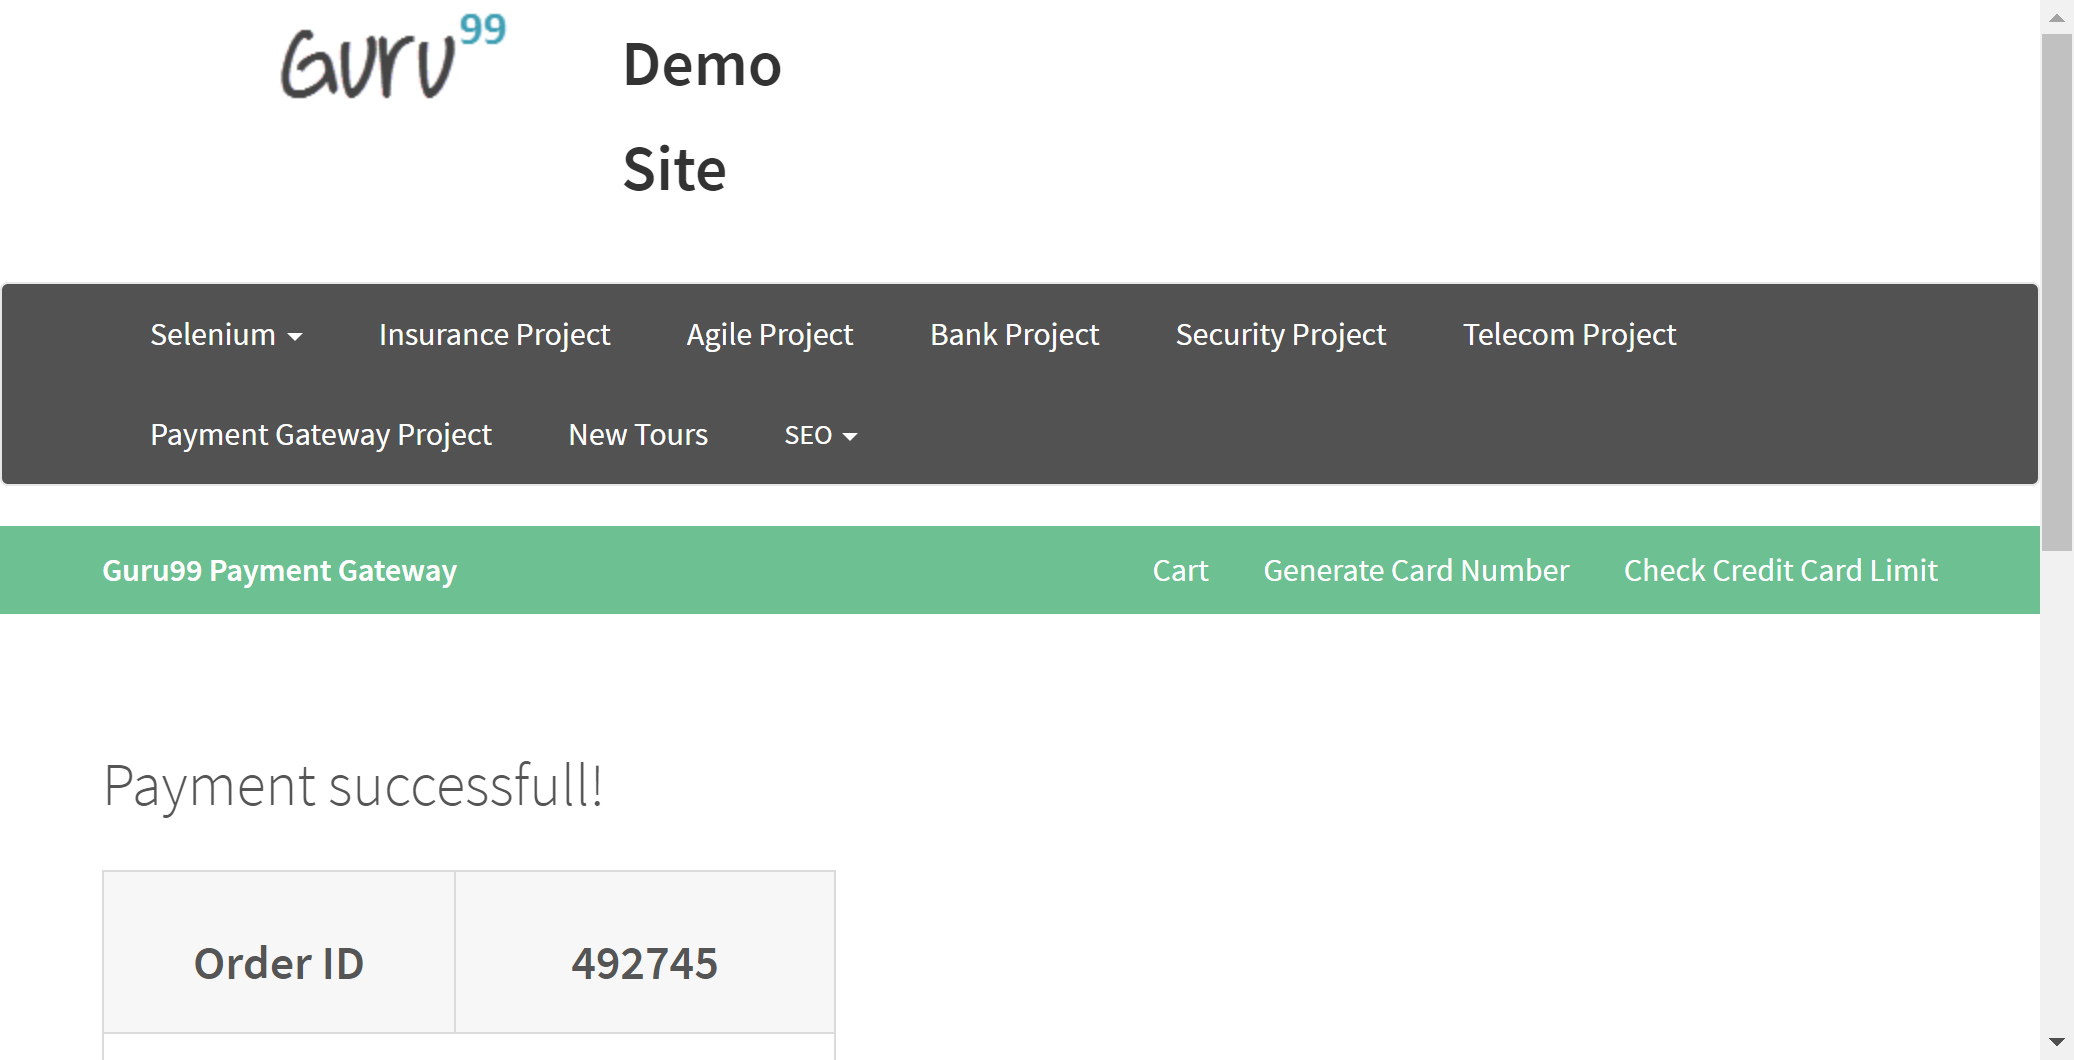 Guru99
Demo
Site
Selenium Insurance Project Agile Project Bank Project Security Project Telecom Project
Payment Gateway Project New Tours SEO
Guru99 Payment Gateway Cart Generate Card Number Check Credit Card Limit
Payment successfull!
Order ID 492745